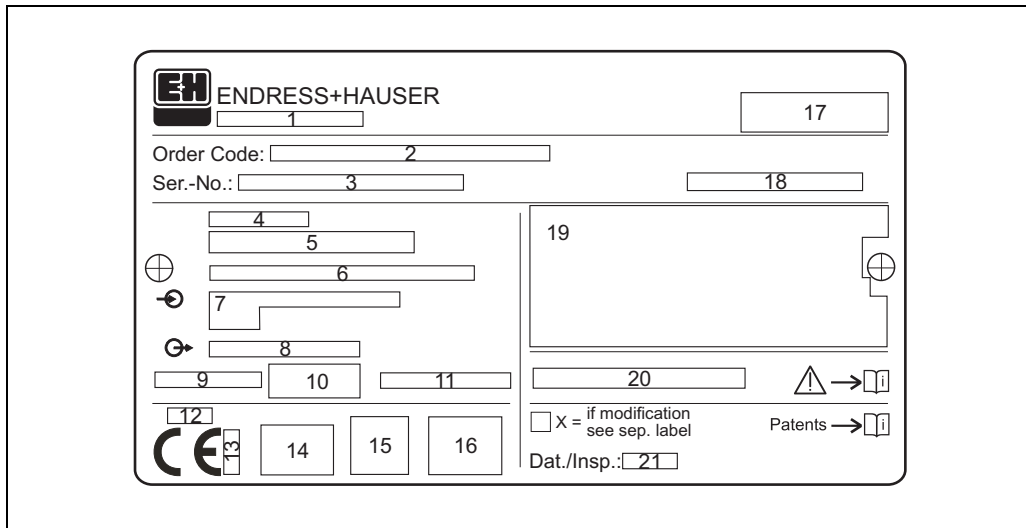 E+H
ENDRESS+HAUSER
1
17
Order Code: 2
Ser.-No.: 3
18
4
5
6
7
8
9
10
11
12
CE
13
14
15
16
19
20
i
X = if modification
see sep. label
Patents
i
Dat./Insp.: 21